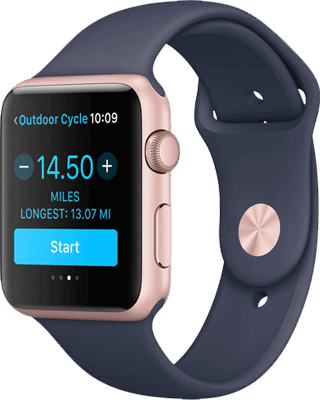 ‹Outdoor Cycle 10:09
− 14.50 +
MILES
LONGEST: 13.07 MI
Start